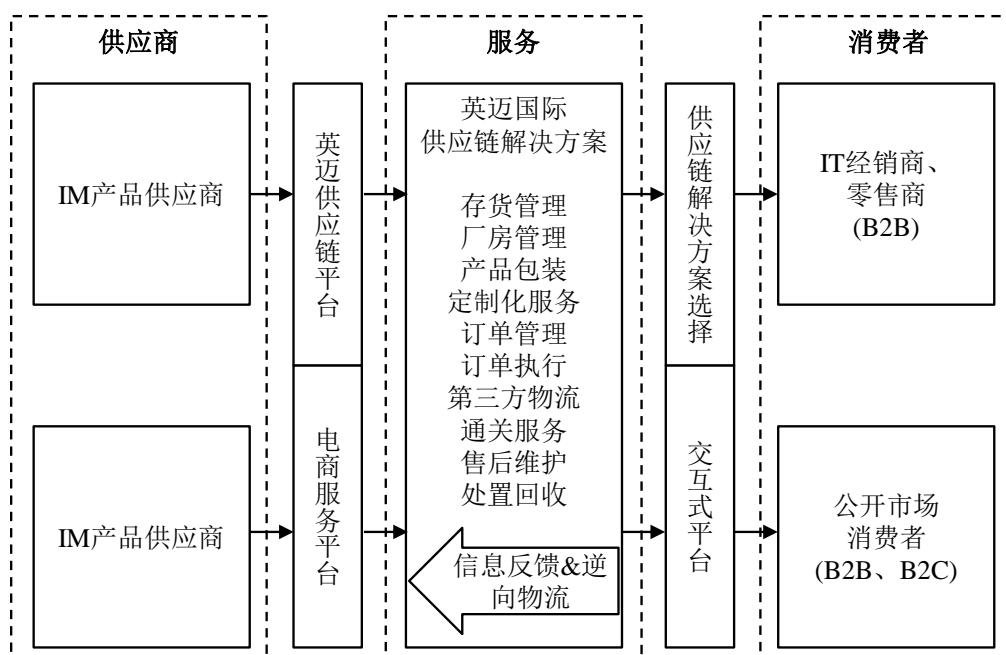 供应商
服务
消费者
IM产品供应商
英迈供应链平台
英迈国际
供应链解决方案
存货管理
厂房管理
产品包装
定制化服务
订单管理
订单执行
第三方物流
通关服务
售后维护
处置回收
供应链解决方案选择
IT经销商、
零售商
(B2B)
IM产品供应商
电商服务平台
信息反馈&逆
向物流
交互式平台
公开市场
消费者
(B2B、B2C)